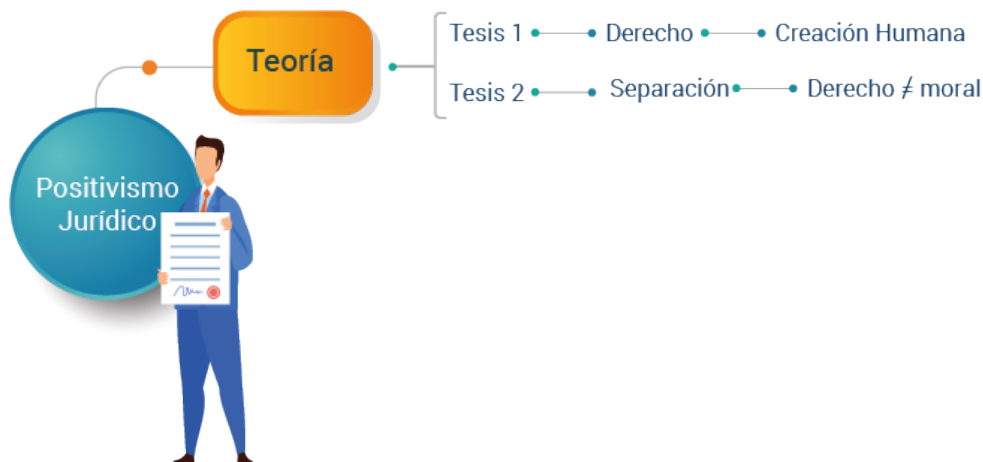 Teoría
Tesis 1 Derecho Creación Humana
Tesis 2 Separación Derecho ≠ moral
Positivismo
Jurídico